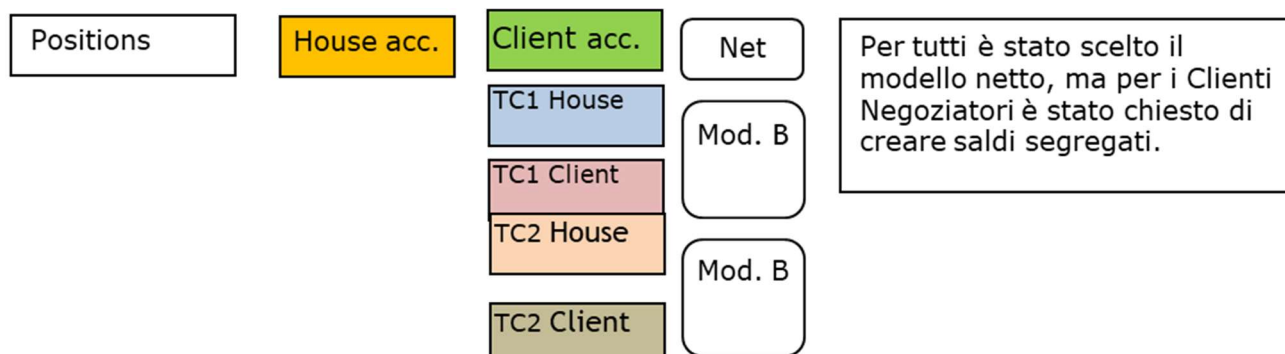 Positions
House acc.
Client acc.
Net
TC1 House
Mod. B
TC1 Client
TC2 House
Mod. B
TC2 Client
Per tutti è stato scelto il
modello netto, ma per i Clienti
Negoziatori è stato chiesto di
creare saldi segregati.